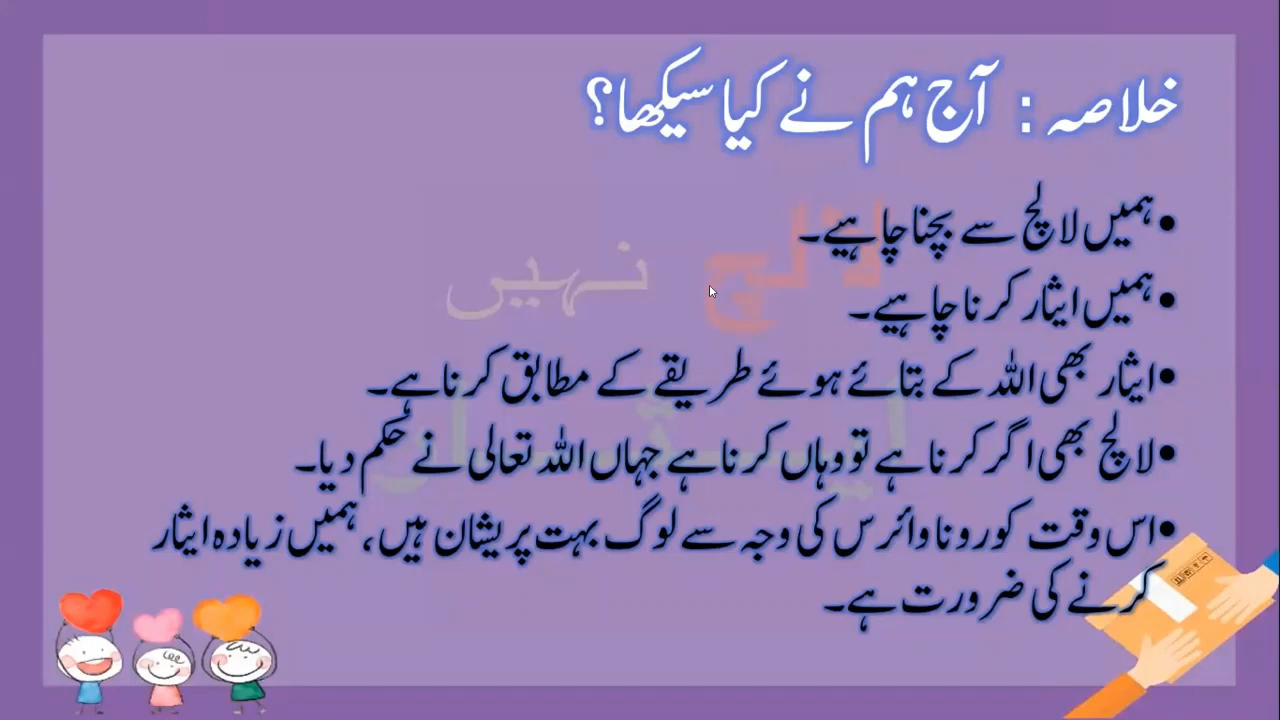 خلاصہ : آج ہم نے کیا سیکھا؟
•ہمیں لالچ سے بچنا چاہیے۔
•ہمیں ایثار کرنا چاہیے۔
•ایثار بھی اللہ کے بتائے ہوئے طریقے کے مطابق کرنا ہے۔
•لالچ بھی اگر کرنا ہے تو وہاں کرنا ہے جہاں اللہ تعالی نے حکم دیا۔
•اس وقت کورونا وائرس کی وجہ سے لوگ بہت پریشان ہیں، ہمیں زیادہ ایثار
کرنے کی ضرورت ہے۔
لالچ نہیں
ایثار